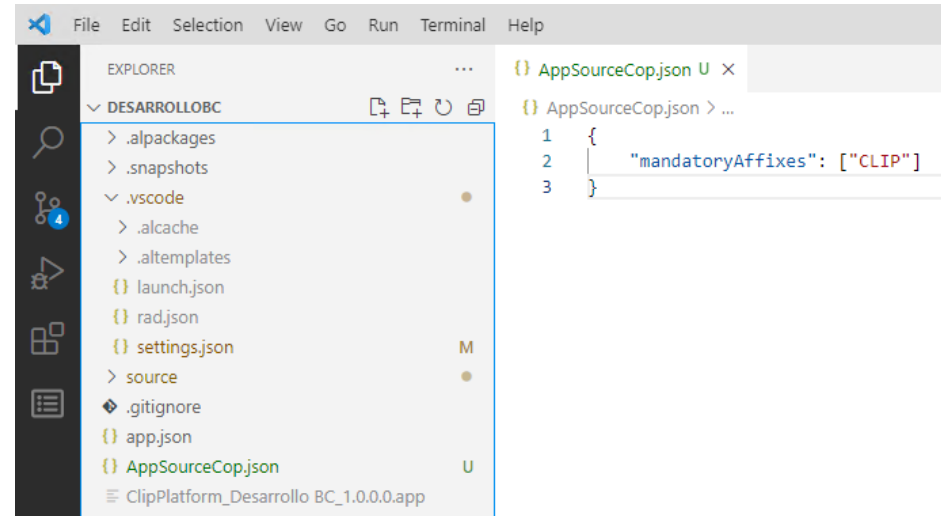 File Edit Selection View Go Run Terminal Help
EXPLORER ...
DESARROLLOBC
.alpackages
.snapshots
.vscode
.alcache
.altemplates
{} launch.json
{} rad.json
{} settings.json M
source
.gitignore
{} app.json
{} AppSourceCop.json U
ClipPlatform_Desarrollo BC_1.0.0.0.app
4
{} AppSourceCop.json U ×
{} AppSourceCop.json > ...
1 {
2 "mandatoryAffixes": ["CLIP"]
3 }